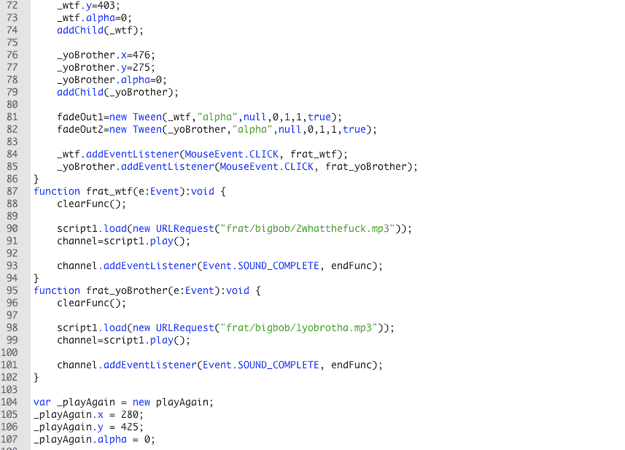 72 _wtf.y=403;
73 _wtf.alpha=0;
74 addChild(_wtf);
75
76 _yoBrother.x=476;
77 _yoBrother.y=275;
78 _yoBrother.alpha=0;
79 addChild(_yoBrother);
80
81 fadeOut1=new Tween(_wtf,"alpha",null,0,1,1,true);
82 fadeOut2=new Tween(_yoBrother,"alpha",null,0,1,1,true);
83
84 _wtf.addEventListener(MouseEvent.CLICK, frat_wtf);
85 _yoBrother.addEventListener(MouseEvent.CLICK, frat_yoBrother);
86 }
87 function frat_wtf(e:Event):void {
88 clearFunc();
89
90 script1.load(new URLRequest("frat/bigbob/2whatthefuck.mp3"));
91 channel=script1.play();
92
93 channel.addEventListener(Event.SOUND_COMPLETE, endFunc);
94 }
95 function frat_yoBrother(e:Event):void {
96 clearFunc();
97
98 script1.load(new URLRequest("frat/bigbob/1yobrotha.mp3"));
99 channel=script1.play();
100
101 channel.addEventListener(Event.SOUND_COMPLETE, endFunc);
102 }
103
104 var _playAgain = new playAgain;
105 _playAgain.x = 280;
106 _playAgain.y = 425;
107 _playAgain.alpha = 0;